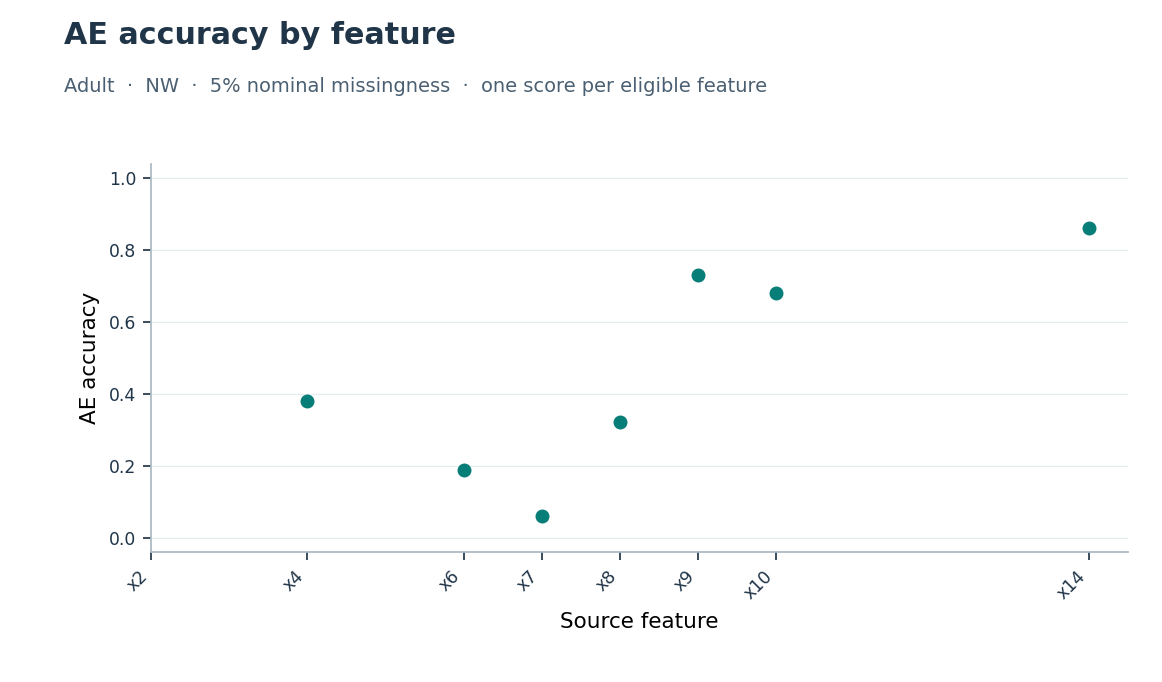 AE accuracy by feature
Adult · NW · 5% nominal missingness · one score per eligible feature
1.0
0.8
0.6
0.4
0.2
0.0
AE accuracy
x2 x4 x6 x7 x8 x9 x10 x14
Source feature